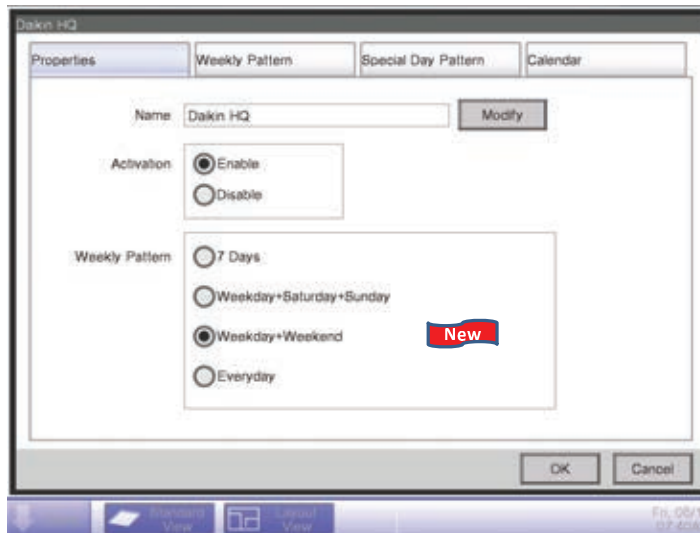 Daikin HQ
Properties
Weekly Pattern
Special Day Pattern
Calendar
Name
Daikin HQ
Modify
Activation
Enable
Disable
Weekly Pattern
7 Days
Weekday+Saturday+Sunday
Weekday+Weekend
New
Everyday
OK
Cancel
Standard
View
Layout
View
Fri,